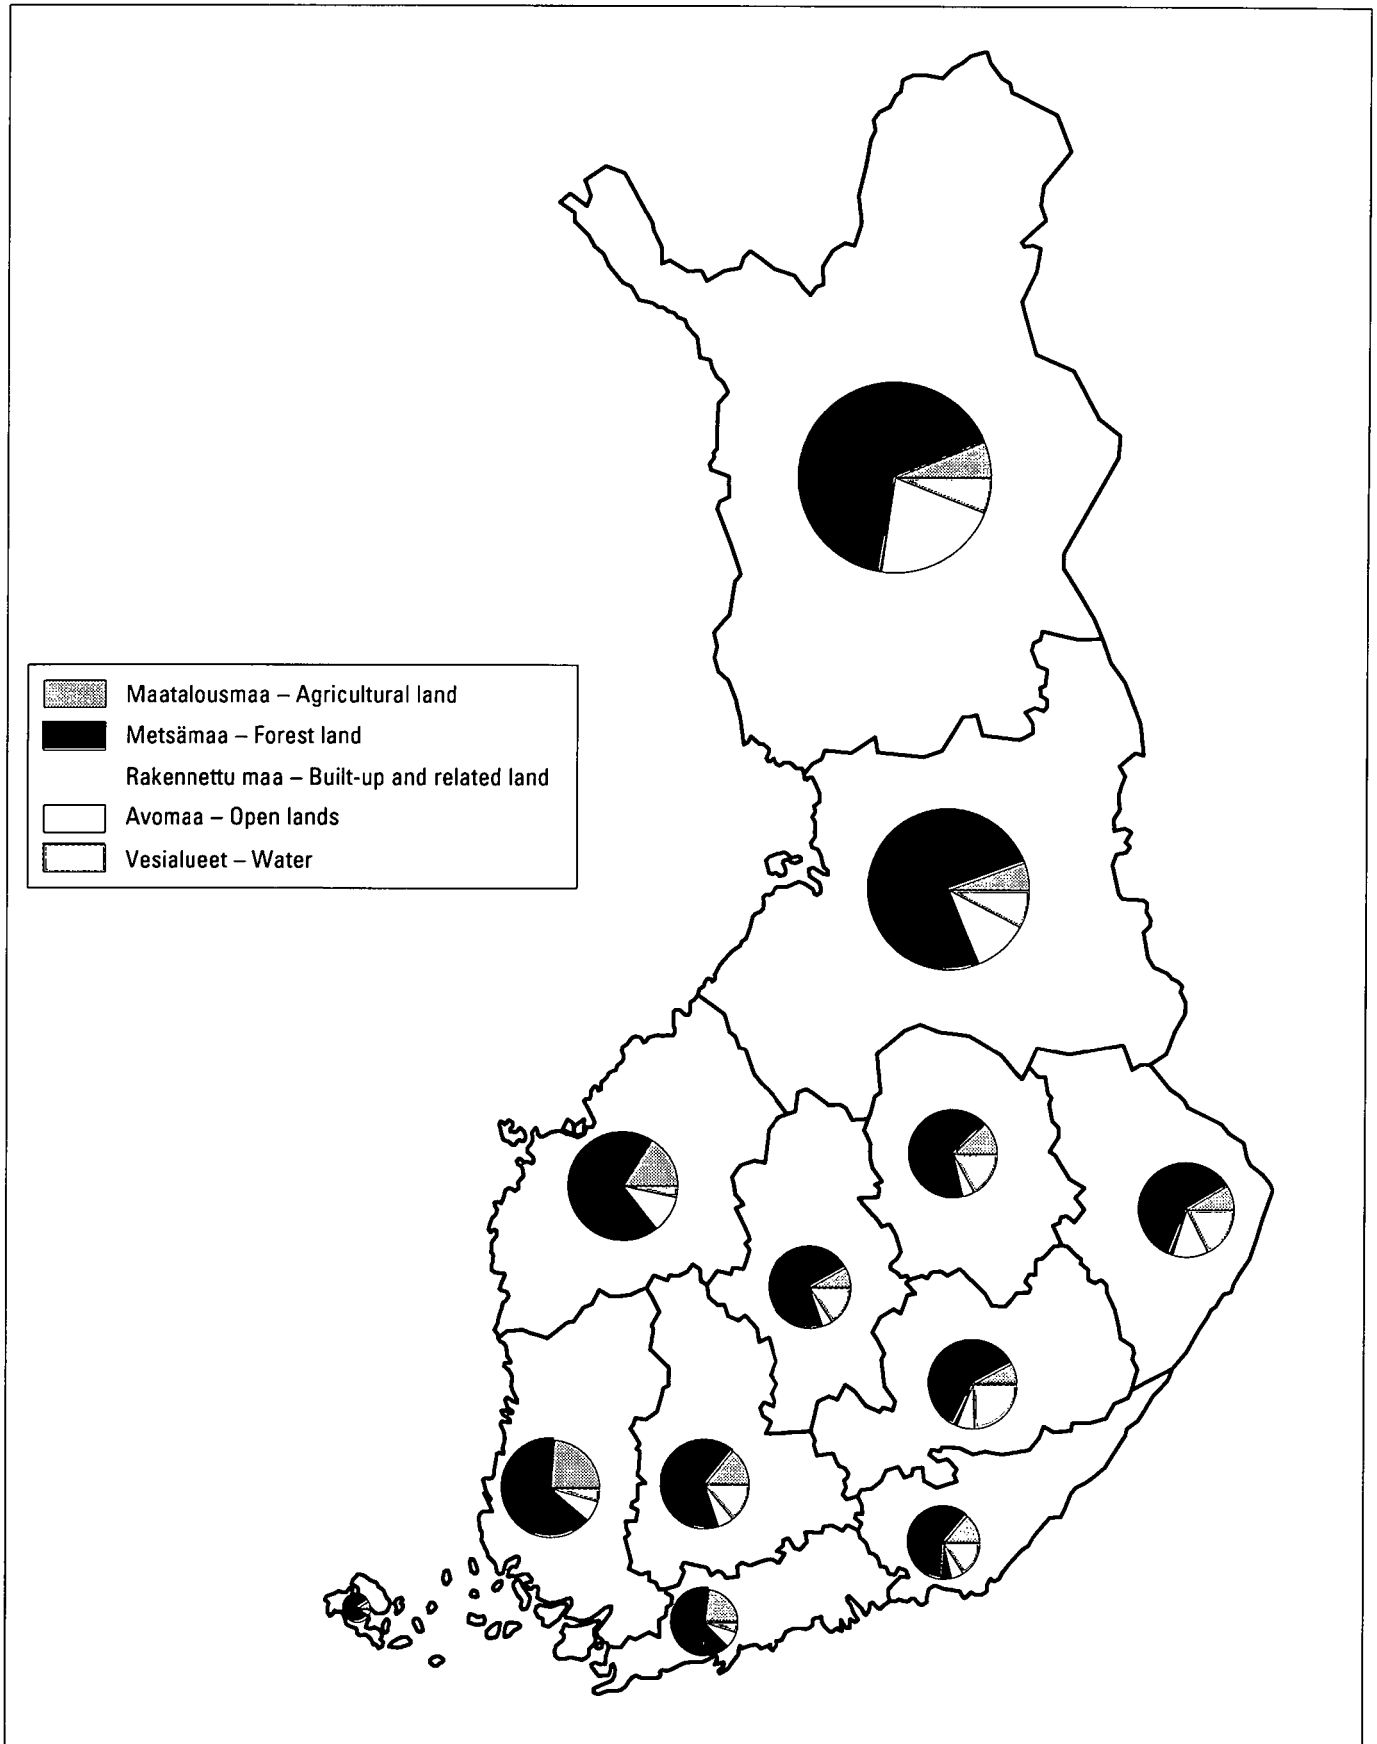 Maatalousmaa – Agricultural land
Metsämaa – Forest land
Rakennettu maa – Built-up and related land
Avomaa – Open lands
Vesialueet – Water